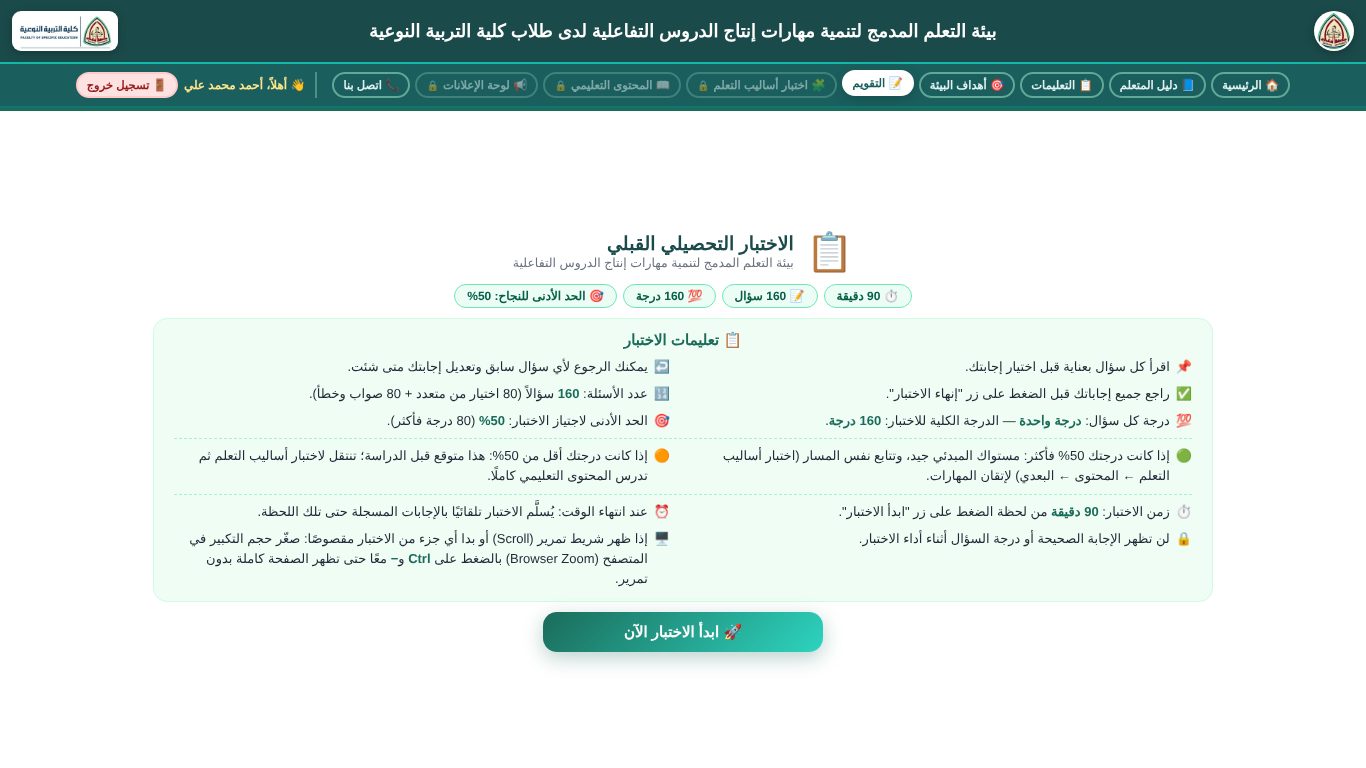 بيئة التعلم المدمج لتنمية مهارات إنتاج الدروس التفاعلية لدى طلاب كلية التربية النوعية
كلية التربية النوعية
FACULTY OF SPECIFIC EDUCATION
🏠 الرئيسية
📘 دليل المتعلم
📋 التعليمات
🎯 أهداف البيئة
📝 التقويم
🧩 اختبار أساليب التعلم 🔒
📖 المحتوى التعليمي 🔒
📢 لوحة الإعلانات 🔒
📞 اتصل بنا
👋 أهلاً، أحمد محمد علي
🚪 تسجيل خروج
📋 الاختبار التحصيلي القبلي
بيئة التعلم المدمج لتنمية مهارات إنتاج الدروس التفاعلية
⏱️ 90 دقيقة
📝 160 سؤال
💯 160 درجة
🎯 الحد الأدنى للنجاح: 50%
📋 تعليمات الاختبار
📌 اقرأ كل سؤال بعناية قبل اختيار إجابتك.
↩️ يمكنك الرجوع لأي سؤال سابق وتعديل إجابتك متى شئت.
✅ راجع جميع إجاباتك قبل الضغط على زر "إنهاء الاختبار".
🔢 عدد الأسئلة: 160 سؤالاً (80 اختيار من متعدد + 80 صواب وخطأ).
💯 درجة كل سؤال: درجة واحدة — الدرجة الكلية للاختبار: 160 درجة.
🎯 الحد الأدنى لاجتياز الاختبار: 50% (80 درجة فأكثر).
🟢 إذا كانت درجتك 50% فأكثر: مستواك المبدئي جيد، وتتابع نفس المسار (اختبار أساليب
التعلم ← المحتوى ← البعدي) لإتقان المهارات.
🟠 إذا كانت درجتك أقل من 50%: هذا متوقع قبل الدراسة؛ تنتقل لاختبار أساليب التعلم ثم
تدرس المحتوى التعليمي كاملًا.
⏱️ زمن الاختبار: 90 دقيقة من لحظة الضغط على زر "ابدأ الاختبار".
⏰ عند انتهاء الوقت: يُسلَّم الاختبار تلقائيًا بالإجابات المسجلة حتى تلك اللحظة.
🔒 لن تظهر الإجابة الصحيحة أو درجة السؤال أثناء أداء الاختبار.
🖥️ إذا ظهر شريط تمرير (Scroll) أو بدا أي جزء من الاختبار مقصوصًا: صغّر حجم التكبير في
المتصفح (Browser Zoom) بالضغط على Ctrl و− معًا حتى تظهر الصفحة كاملة بدون
تمرير.
🚀 ابدأ الاختبار الآن